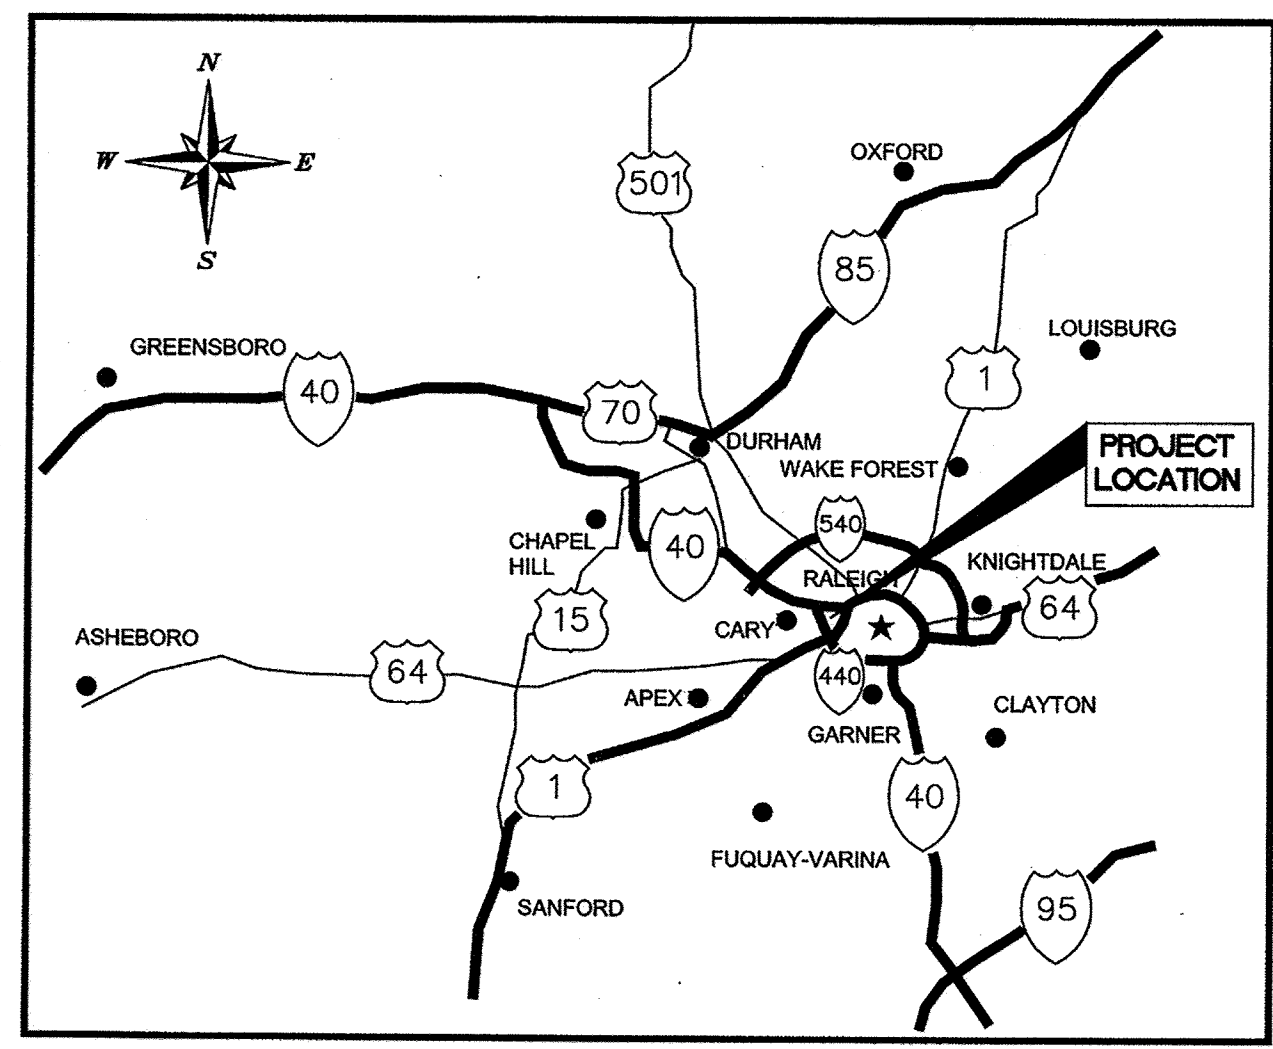 N
W E
S
501
OXFORD
85
LOUISBURG
GREENSBORO
40
1
70
DURHAM
WAKE FOREST
PROJECT
LOCATION
540
CHAPEL
HILL
40
RALEIGH
KNIGHTDALE
15
64
CARY
ASHEBORO
64
440
APEX
GARNER
CLAYTON
1
40
FUQUAY-VARINA
SANFORD
95